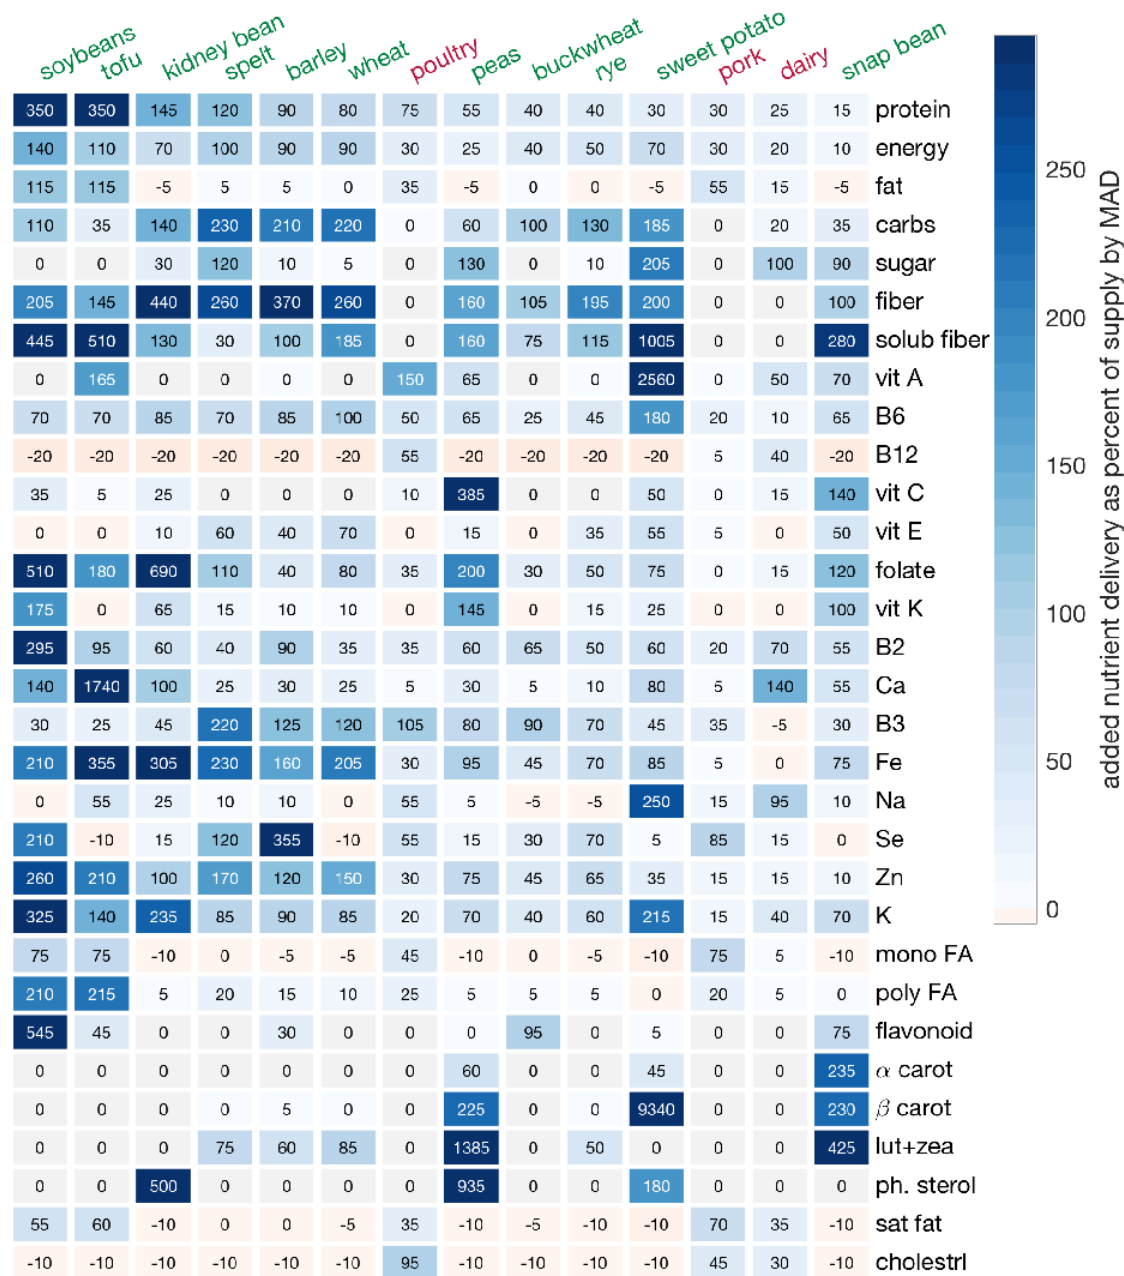 soybeans tofu kidney bean spelt barley wheat poultry peas buckwheat rye sweet potato pork dairy snap bean
350 350 145 120 90 80 75 55 40 40 30 30 25 15 protein
140 110 70 100 90 90 30 25 40 50 70 30 20 10 energy
115 115 -5 5 5 0 35 -5 0 0 -5 55 15 -5 fat
110 35 140 230 210 220 0 60 100 130 185 0 20 35 carbs
0 0 30 120 10 5 0 130 0 10 205 0 100 90 sugar
205 145 440 260 370 260 0 160 105 195 200 0 0 100 fiber
445 510 130 30 100 185 0 160 75 115 1005 0 0 280 solub fiber
0 165 0 0 0 0 150 65 0 0 2560 0 50 70 vit A
70 70 85 70 85 100 50 65 25 45 180 20 10 65 B6
-20 -20 -20 -20 -20 -20 55 -20 -20 -20 -20 5 40 -20 B12
35 5 25 0 0 0 10 385 0 0 50 0 15 140 vit C
0 0 10 60 40 70 0 15 0 35 55 5 0 50 vit E
510 180 690 110 40 80 35 200 30 50 75 0 15 120 folate
175 0 65 15 10 10 0 145 0 15 25 0 0 100 vit K
295 95 60 40 90 35 35 60 65 50 60 20 70 55 B2
140 1740 100 25 30 25 5 30 5 10 80 5 140 55 Ca
30 25 45 220 125 120 105 80 90 70 45 35 -5 30 B3
210 355 305 230 160 205 30 95 45 70 85 5 0 75 Fe
0 55 25 10 10 0 55 5 -5 -5 250 15 95 10 Na
210 -10 15 120 355 -10 55 15 30 70 5 85 15 0 Se
260 210 100 170 120 150 30 75 45 65 35 15 15 10 Zn
325 140 235 85 90 85 20 70 40 60 215 15 40 70 K
75 75 -10 0 -5 -5 45 -10 0 -5 -10 75 5 -10 mono FA
210 215 5 20 15 10 25 5 5 5 0 20 5 0 poly FA
545 45 0 0 30 0 0 0 95 0 5 0 0 75 flavonoid
0 0 0 0 0 0 0 60 0 0 45 0 0 235 α carot
0 0 0 0 5 0 0 225 0 0 9340 0 0 230 β carot
0 0 0 75 60 85 0 1385 0 50 0 0 0 425 lut+zea
0 0 500 0 0 0 0 935 0 0 180 0 0 0 ph. sterol
55 60 -10 0 0 -5 35 -10 -5 -10 -10 70 35 -10 sat fat
-10 -10 -10 -10 -10 -10 95 -10 -10 -10 -10 45 30 -10 cholestrl
250
200
150
100
50
0
added nutrient delivery as percent of supply by MAD